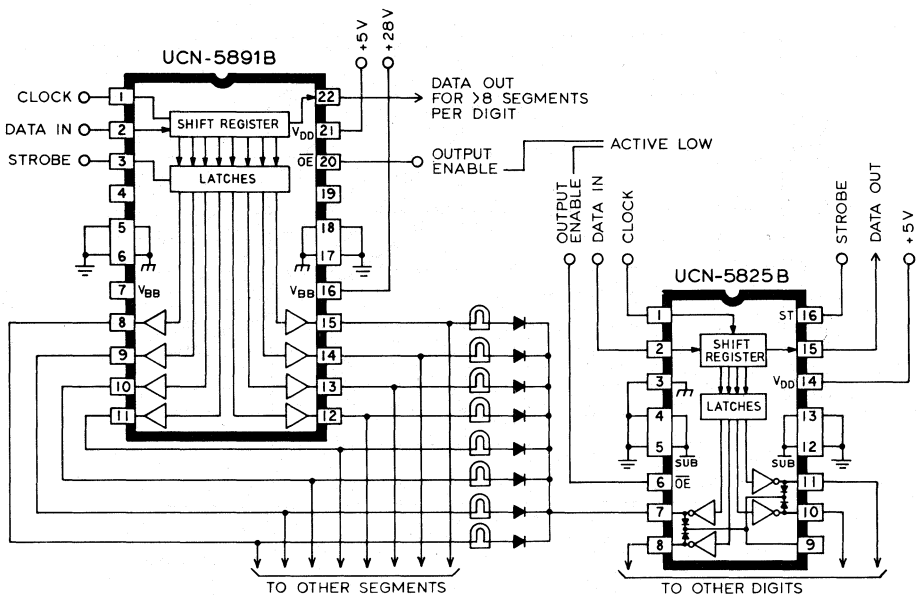 UCN-5891B
+5V
+28V
CLOCK
DATA IN
STROBE
1
2
3
4
5
6
7
8
9
10
11
SHIFT REGISTER
LATCHES
VDD
OE
VBB
VBB
22
21
20
19
18
17
16
15
14
13
12
DATA OUT
FOR >8 SEGMENTS
PER DIGIT
OUTPUT
ENABLE
ACTIVE LOW
OUTPUT
ENABLE
DATA IN
CLOCK
STROBE
DATA OUT
+5V
UCN-5825B
1
2
3
4
5
6
7
8
SHIFT
REGISTER
LATCHES
ST
VDD
SUB
SUB
OE
16
15
14
13
12
11
10
9
TO OTHER SEGMENTS
TO OTHER DIGITS